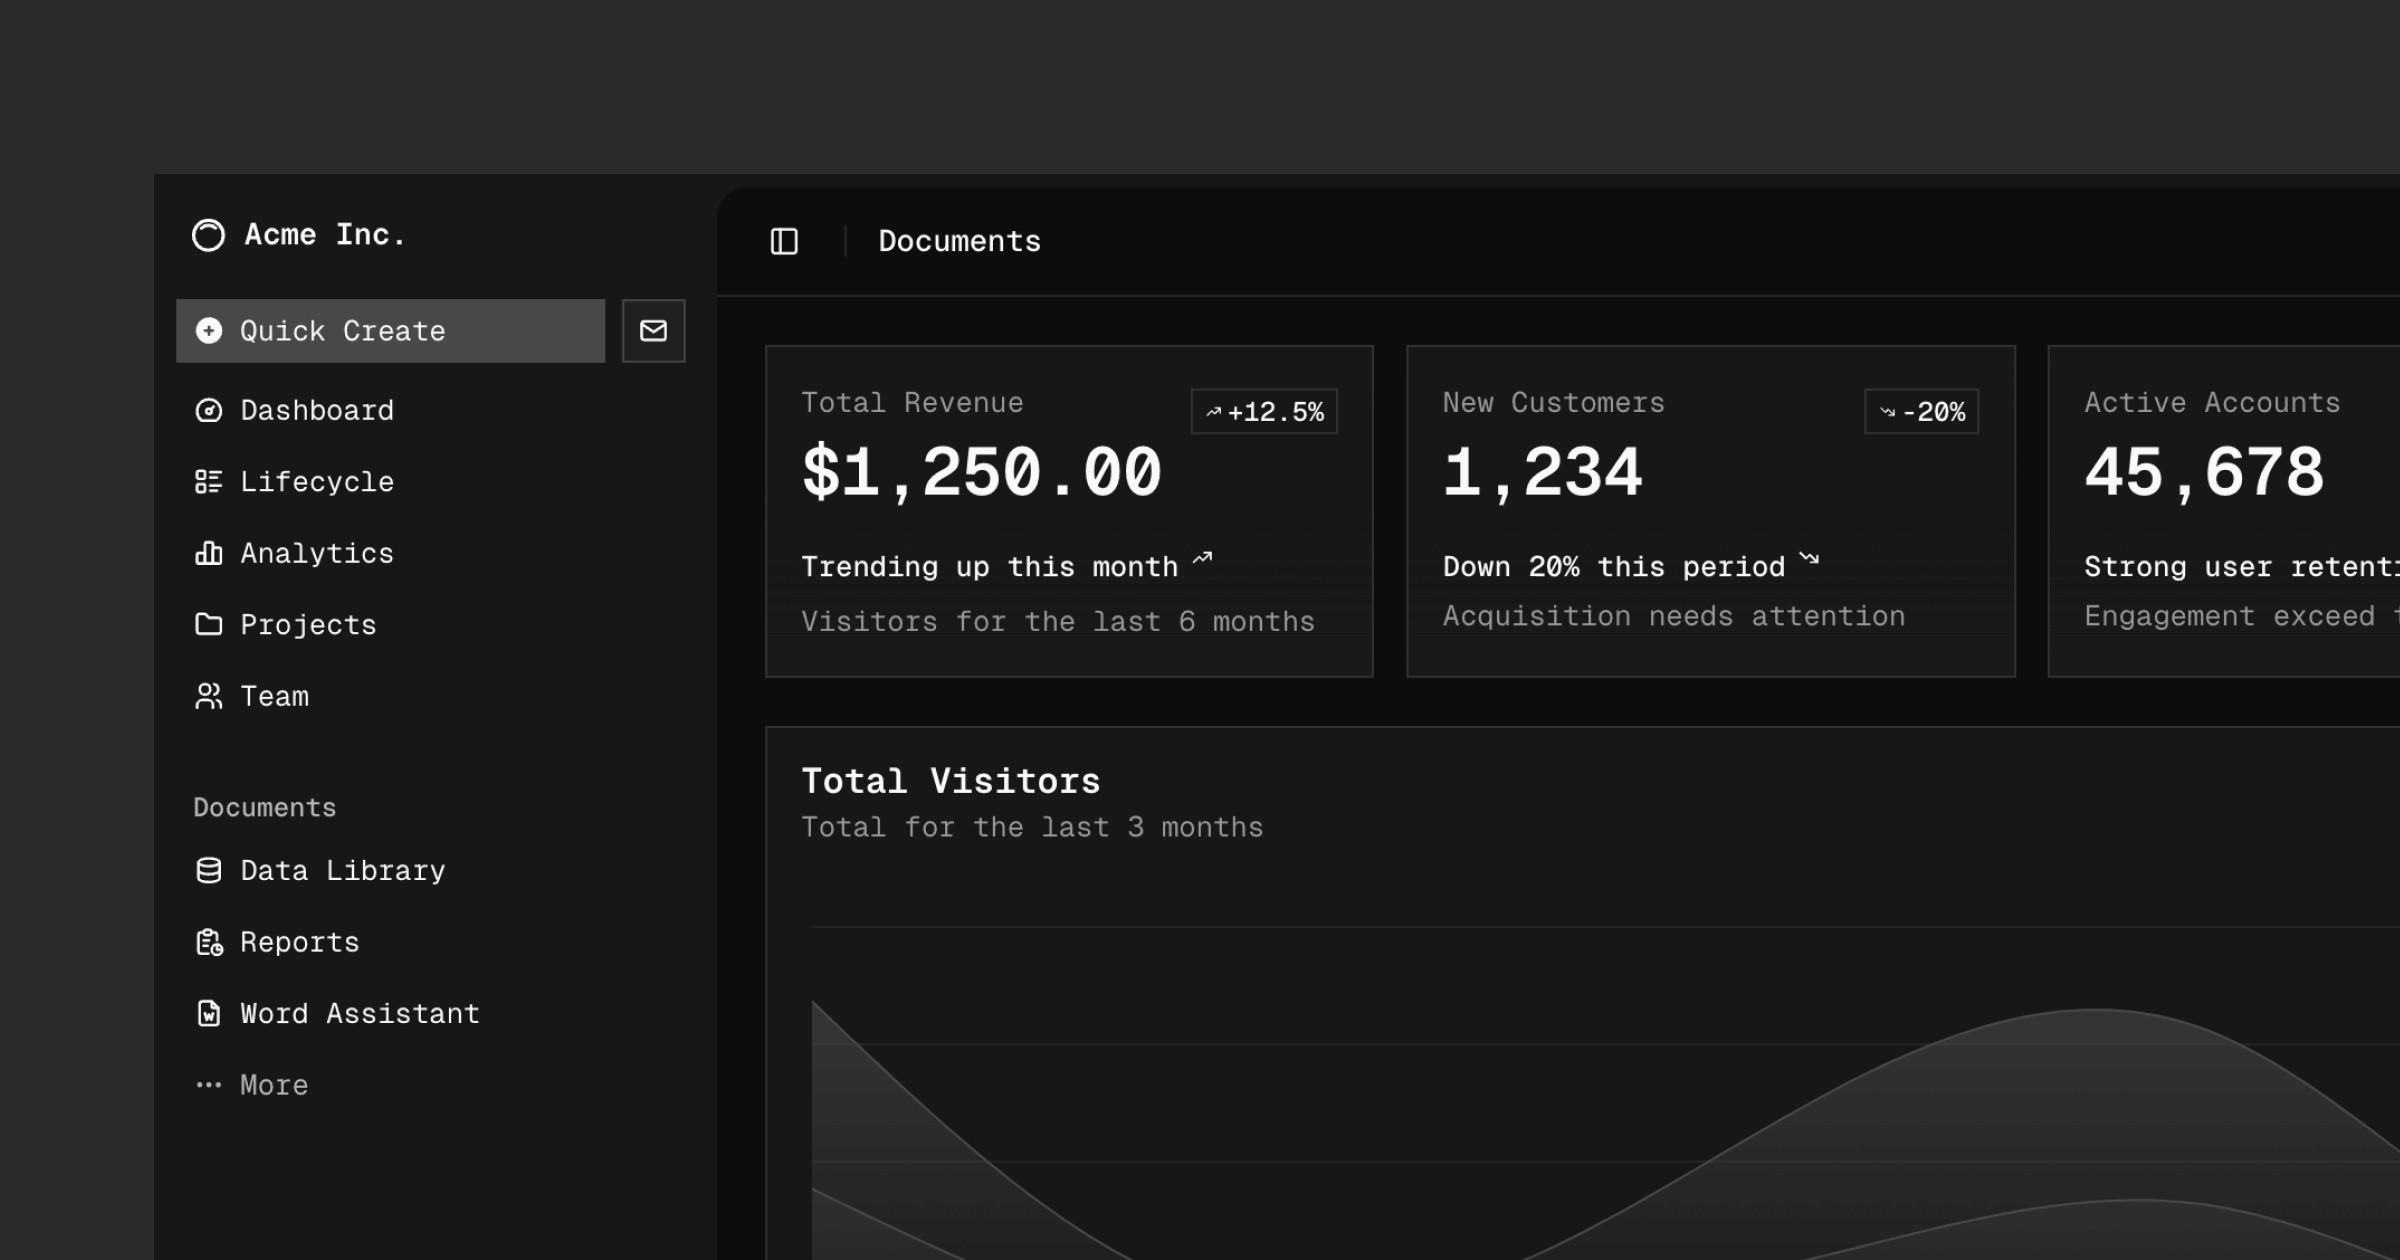 Acme Inc.
Quick Create
Dashboard
Lifecycle
Analytics
Projects
Team
Documents
Data Library
Reports
Word Assistant
More
Documents
Total Revenue
+12.5%
$1,250.00
Trending up this month
Visitors for the last 6 months
New Customers
-20%
1,234
Down 20% this period
Acquisition needs attention
Active Accounts
45,678
Strong user
Engagement exceed
Total Visitors
Total for the last 3 months